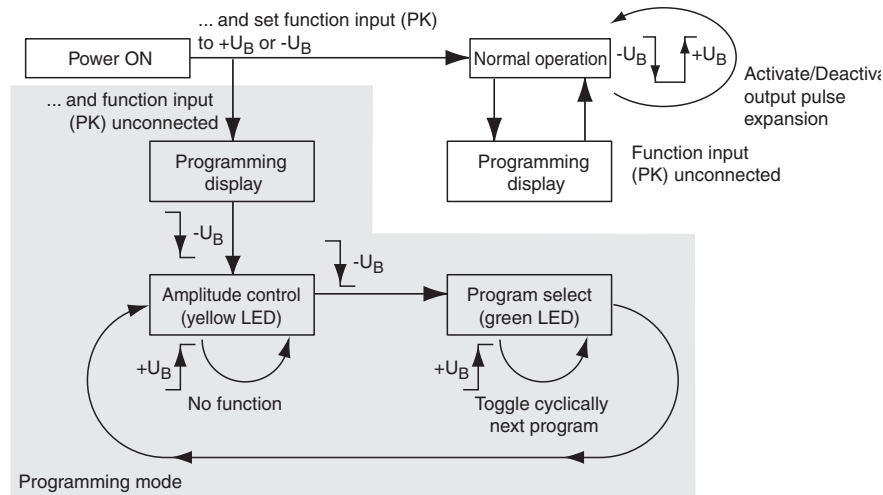 ... and set function input (PK)
to +UB or -UB
Power ON
Normal operation
-UB
+UB
Activate/Deactiva
output pulse
expansion
... and function input
(PK) unconnected
Programming
display
Programming
display
Function input
(PK) unconnected
-UB
-UB
Amplitude control
(yellow LED)
Program select
(green LED)
+UB
No function
+UB
Toggle cyclically
next program
Programming mode